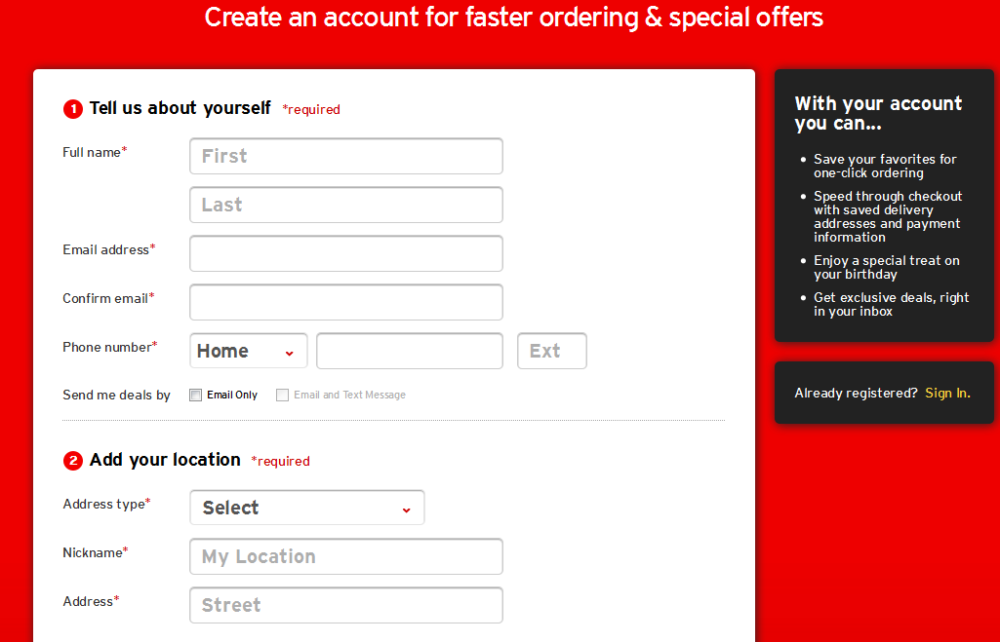 Create an account for faster ordering & special offers
1 Tell us about yourself *required
Full name*
First
Last
Email address*
Confirm email*
Phone number* Home Ext
Send me deals by Email Only Email and Text Message
2 Add your location *required
Address type* Select
Nickname* My Location
Address* Street
With your account
you can...
• Save your favorites for
one-click ordering
• Speed through checkout
with saved delivery
addresses and payment
information
• Enjoy a special treat on
your birthday
• Get exclusive deals, right
in your inbox
Already registered? Sign In.